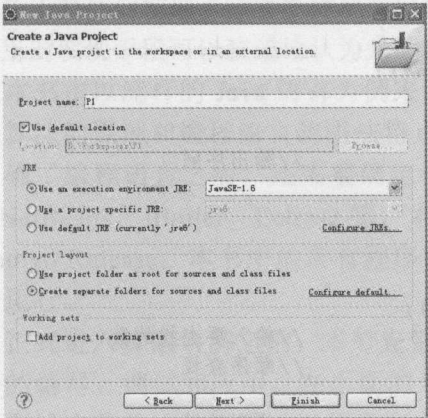 New Java Project
Create a Java Project
Create a Java project in the workspace or in an external location.
Project name: P1
Use default location
Browse...
JRE
Use an execution environment JRE: JavaSE-1.6
Use a project specific JRE: jre6
Use default JRE (currently 'jre6') Configure JREs...
Project layout
Use project folder as root for sources and class files
Create separate folders for sources and class files Configure default...
Working sets
Add project to working sets
< Back Next > Finish Cancel